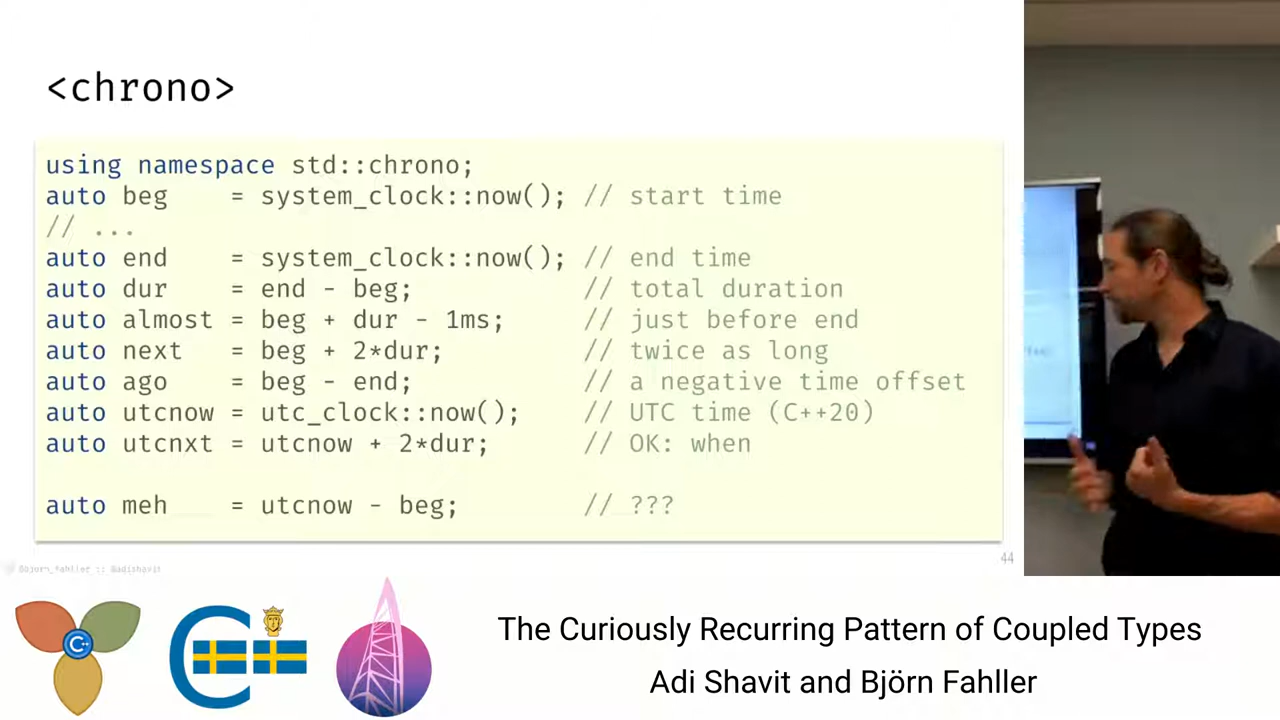 <chrono>
using namespace std::chrono;
auto beg    = system_clock::now(); // start time
// ...
auto end    = system_clock::now(); // end time
auto dur    = end - beg;           // total duration
auto almost = beg + dur - 1ms;     // just before end
auto next   = beg + 2*dur;         // twice as long
auto ago    = beg - end;           // a negative time offset
auto utcnow = utc_clock::now();    // UTC time (C++20)
auto utcnxt = utcnow + 2*dur;      // OK: when
auto meh    = utcnow - beg;        // ???
44
@bjorn_fahller :: @adishavit
C++
The Curiously Recurring Pattern of Coupled Types
Adi Shavit and Björn Fahller